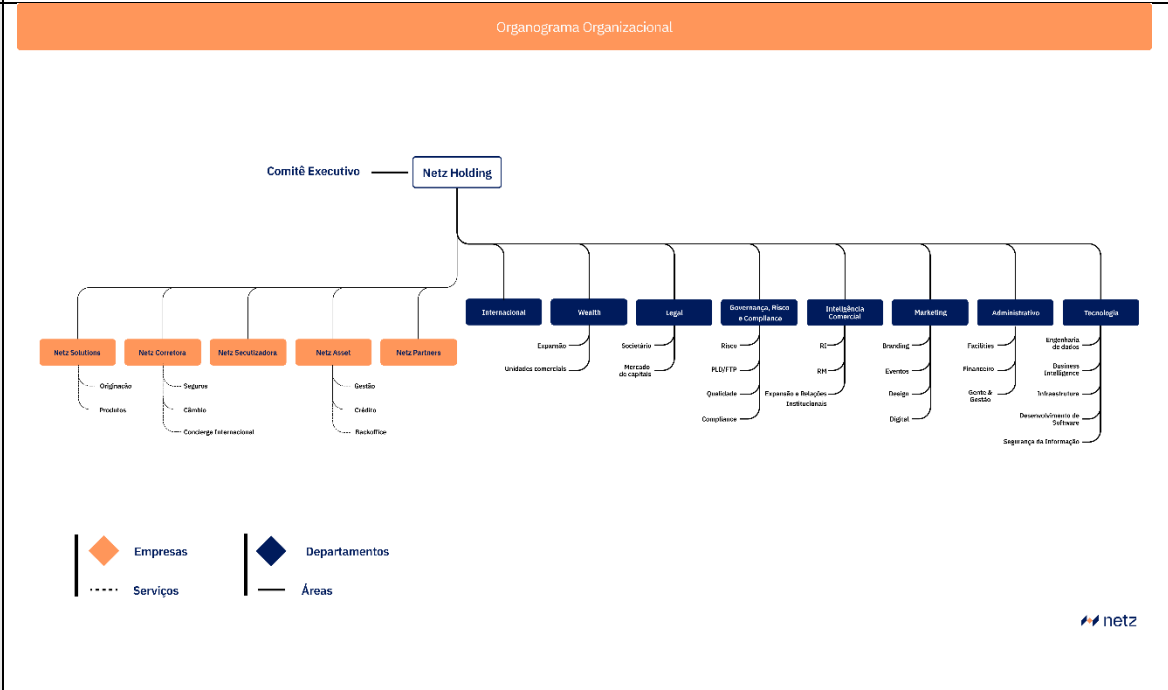 Organograma Organizacional
Comitê Executivo
Netz Holding
Internacional
Wealth
Legal
Governança, Risco
e Compliance
Inteligência
Comercial
Marketing
Administrativo
Tecnologia
Netz Solutions
Netz Corretora
Netz Secutizadora
Netz Asset
Netz Partners
Originação
Produtos
Seguros
Câmbio
Concierge Internacional
Gestão
Crédito
Backoffice
Expansão
Unidades comerciais
Societário
Mercado
de capitais
Risco
PLD/FTP
Qualidade
Compliance
RI
RM
Expansão e Relações
Institucionais
Branding
Eventos
Design
Digital
Facilities
Financeiro
Gente &
Gestão
Engenharia
de dados
Business
Intelligence
Infraestrutura
Desenvolvimento de
Software
Segurança da Informação
Empresas
Departamentos
Serviços
Áreas
netz